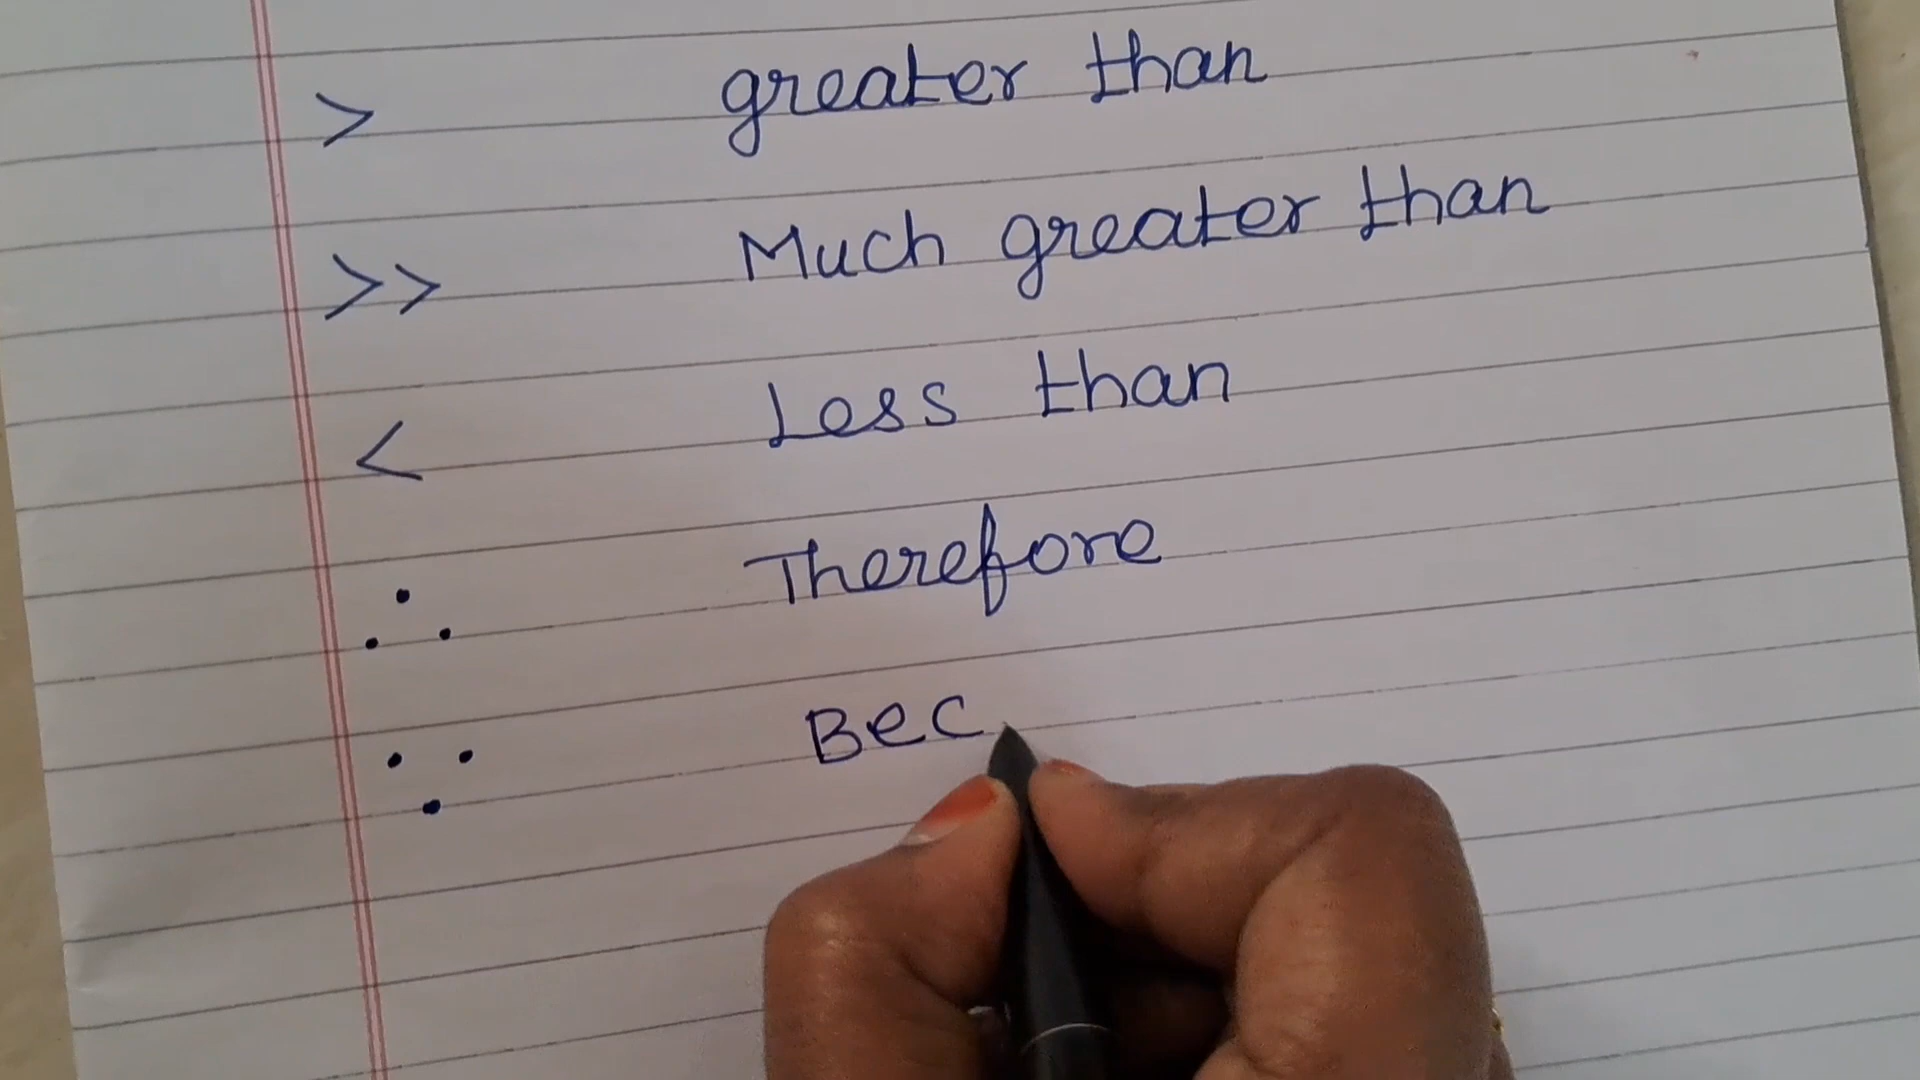 > greater than
>> Much greater than
< Less than
∴ Therefore
∵ Bec